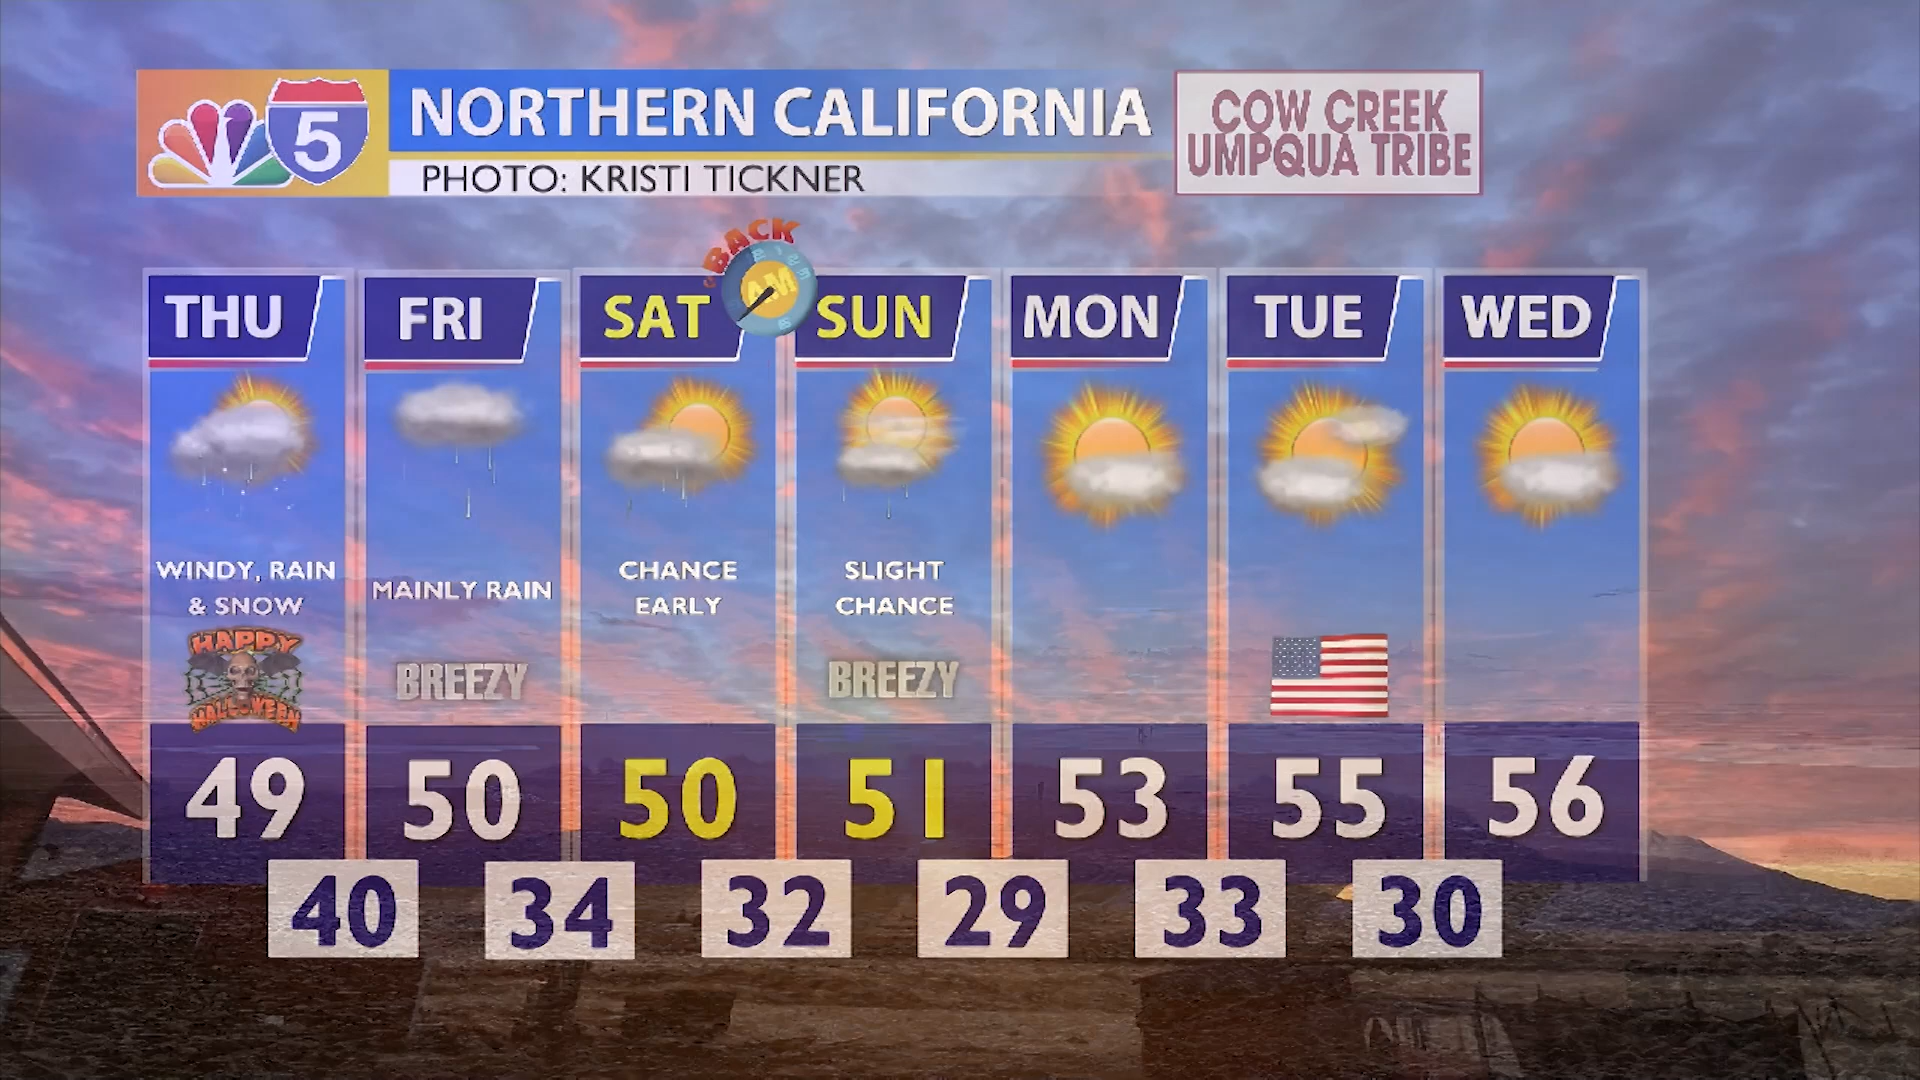 5
NORTHERN CALIFORNIA
PHOTO: KRISTI TICKNER
COW CREEK
UMPQUA TRIBE
BACK
AM
THU
FRI
SAT
SUN
MON
TUE
WED
WINDY, RAIN
& SNOW
MAINLY RAIN
CHANCE
EARLY
SLIGHT
CHANCE
HAPPY
HALLOWEEN
BREEZY
BREEZY
49
50
50
51
53
55
56
40
34
32
29
33
30